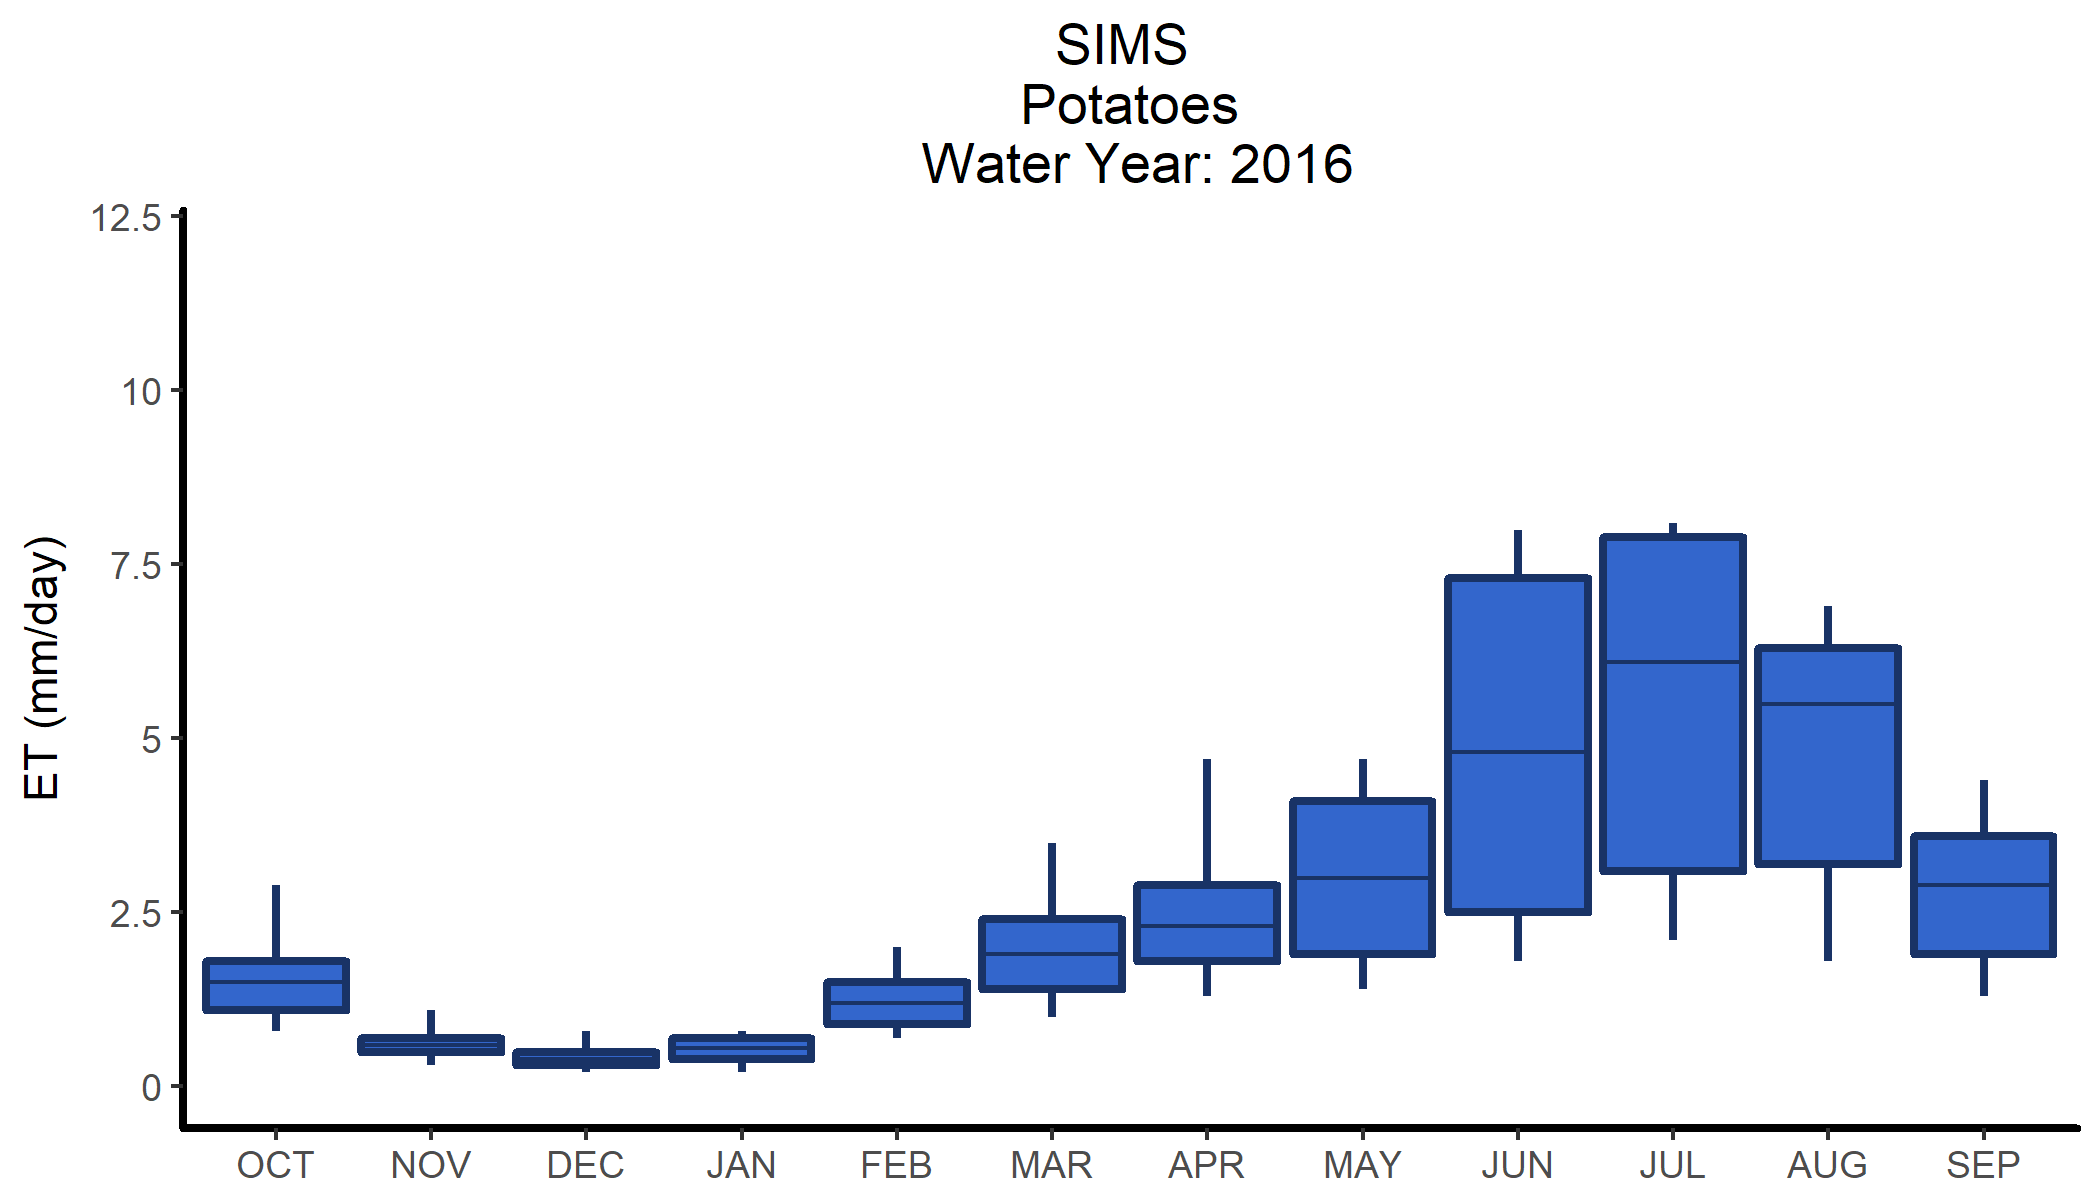 SIMS
Potatoes
Water Year: 2016
ET (mm/day)
12.5
10
7.5
5
2.5
0
OCT NOV DEC JAN FEB MAR APR MAY JUN JUL AUG SEP